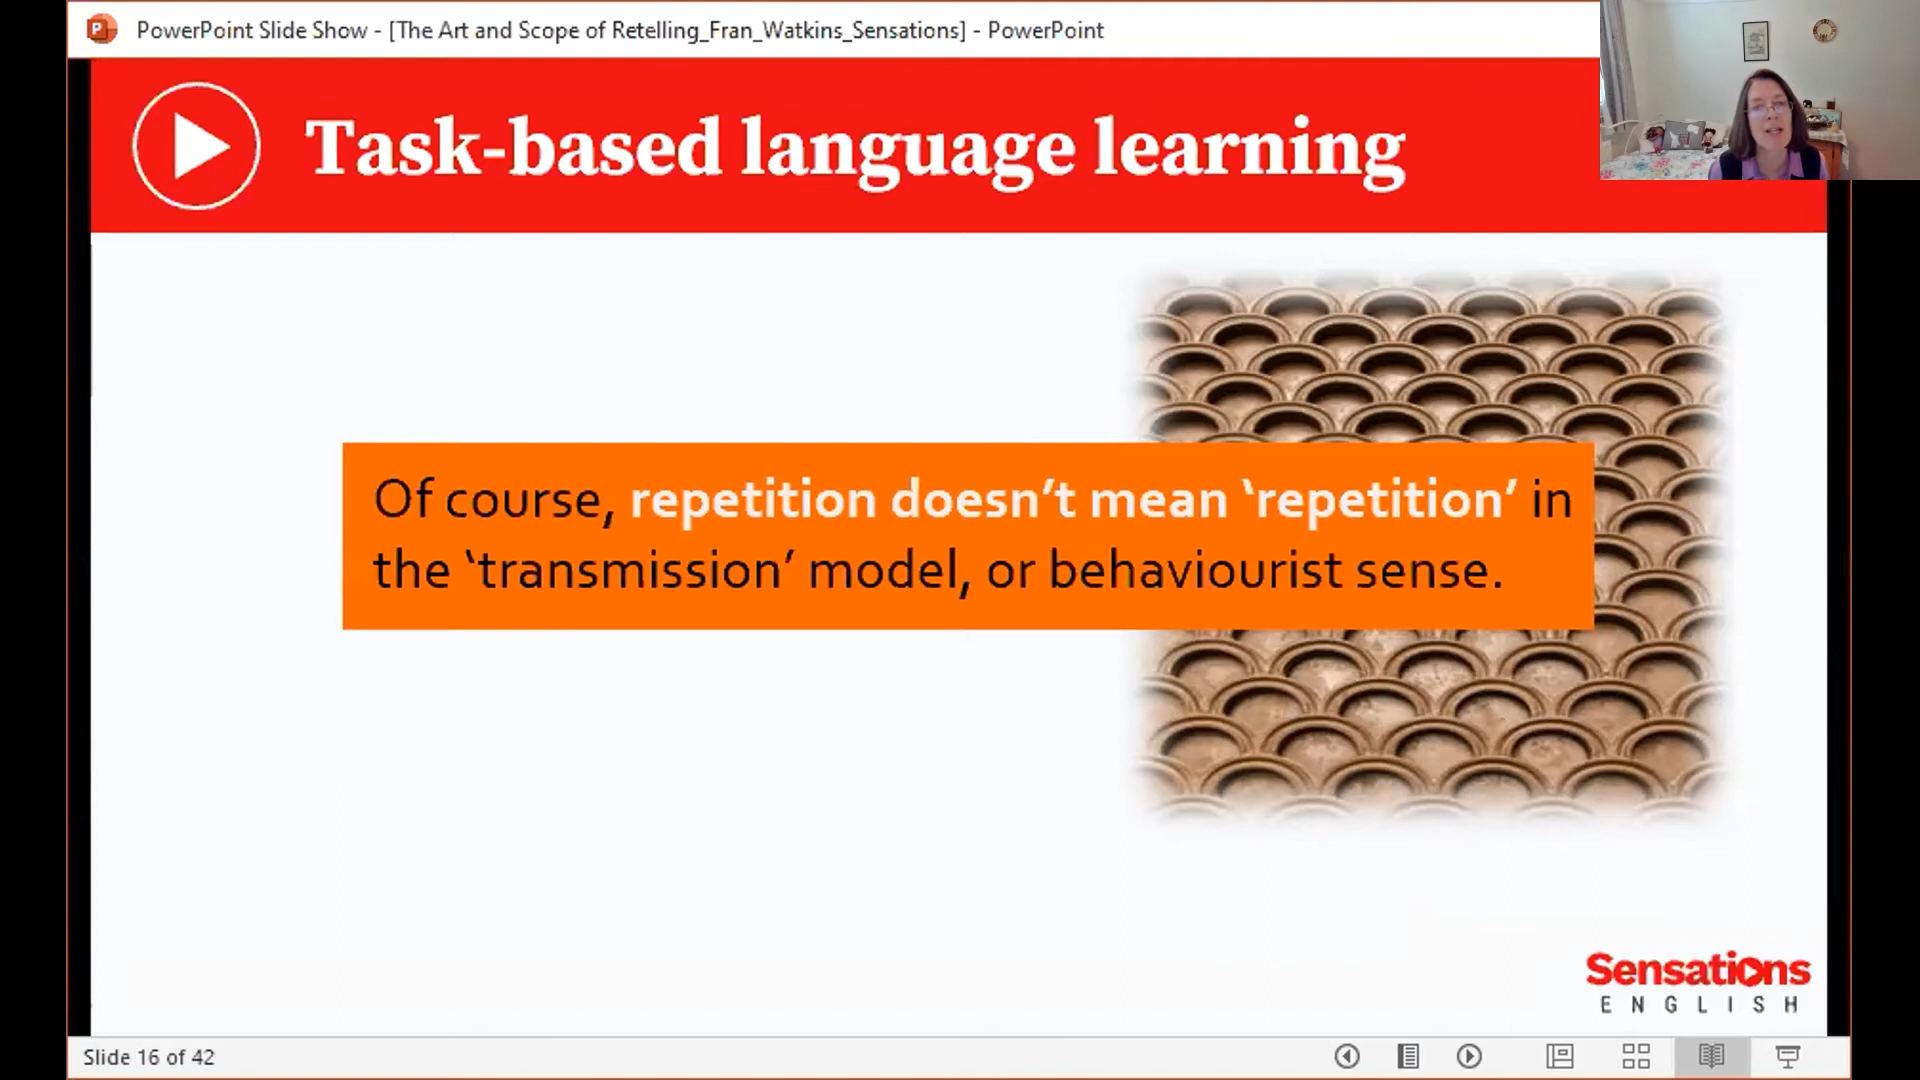 PowerPoint Slide Show - [The Art and Scope of Retelling_Fran_Watkins_Sensations] - PowerPoint
Task-based language learning
Of course, repetition doesn’t mean ‘repetition’ in
the ‘transmission’ model, or behaviourist sense.
Sensations
ENGLISH
Slide 16 of 42